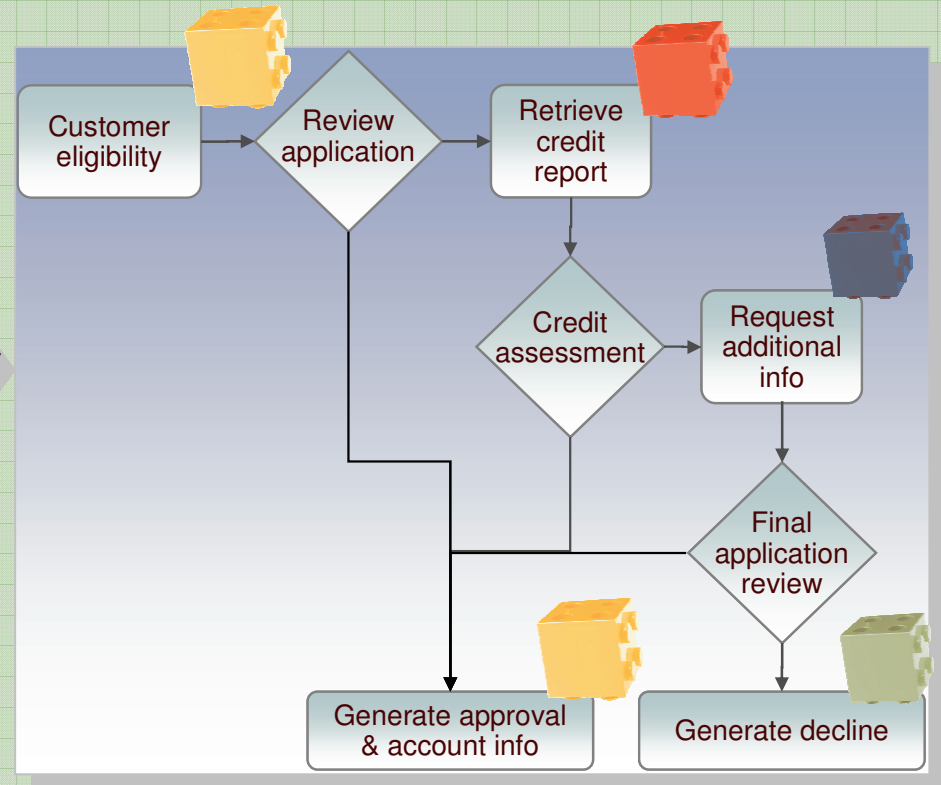 Customer
eligibility
Review
application
Retrieve
credit
report
Credit
assessment
Request
additional
info
Final
application
review
Generate approval
& account info
Generate decline